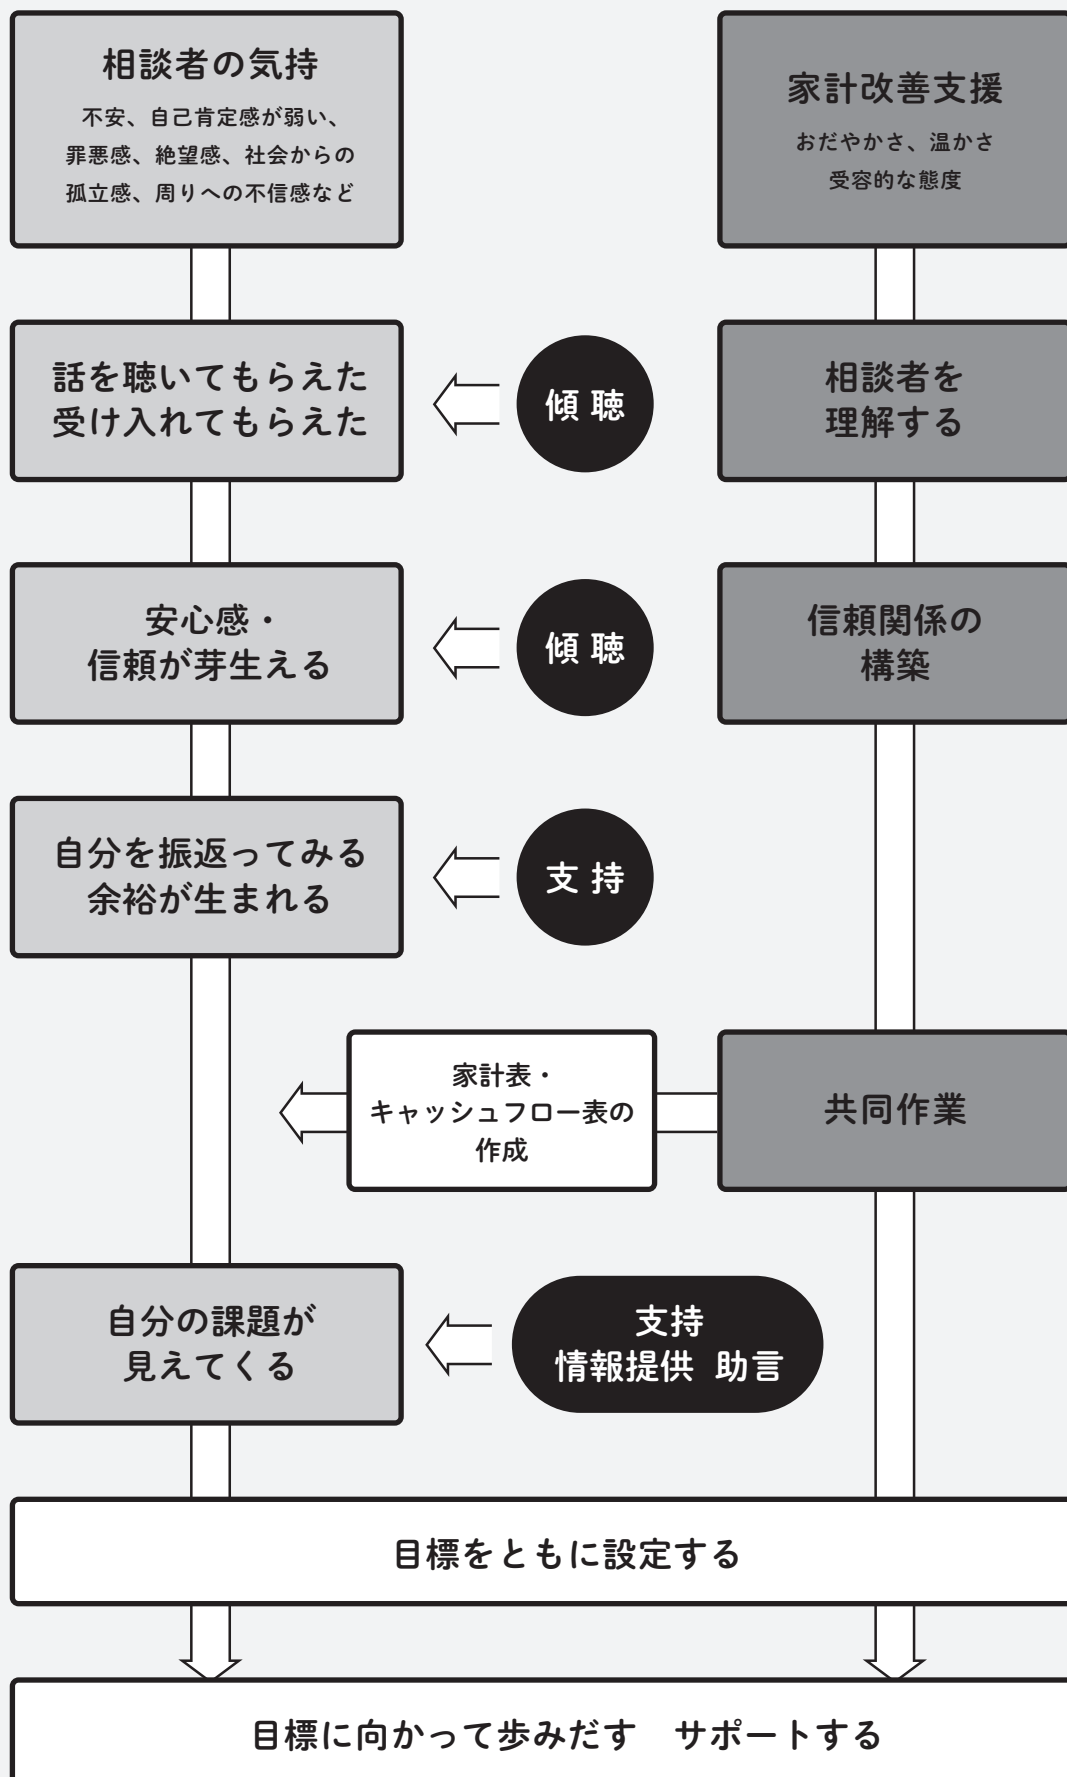 相談者の気持
不安、自己肯定感が弱い、
罪悪感、絶望感、社会からの
孤立感、周りへの不信感など
家計改善支援
おだやかさ、温かさ
受容的な態度
話を聴いてもらえた
受け入れてもらえた
傾聴
相談者を
理解する
安心感・
信頼が芽生える
傾聴
信頼関係の
構築
自分を振返ってみる
余裕が生まれる
支持
家計表・
キャッシュフロー表の
作成
共同作業
自分の課題が
見えてくる
支持
情報提供 助言
目標をともに設定する
目標に向かって歩みだす　サポートする